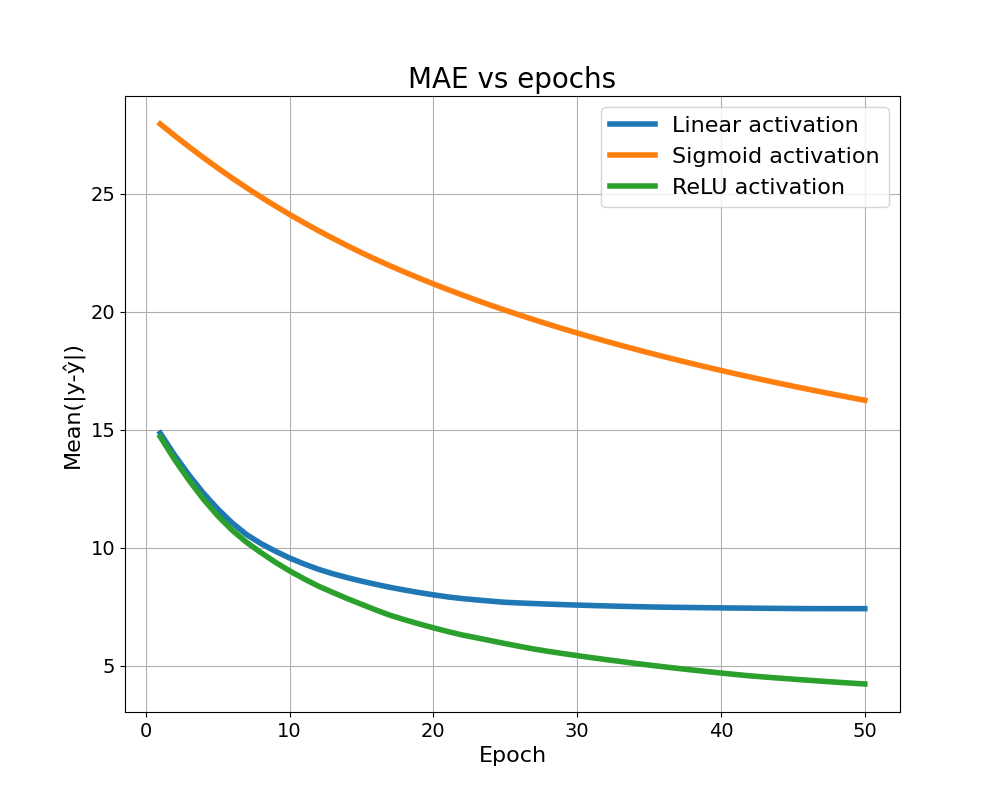 MAE vs epochs
Linear activation
Sigmoid activation
ReLU activation
Mean(|y-ŷ|)
25
20
15
10
5
0 10 20 30 40 50
Epoch